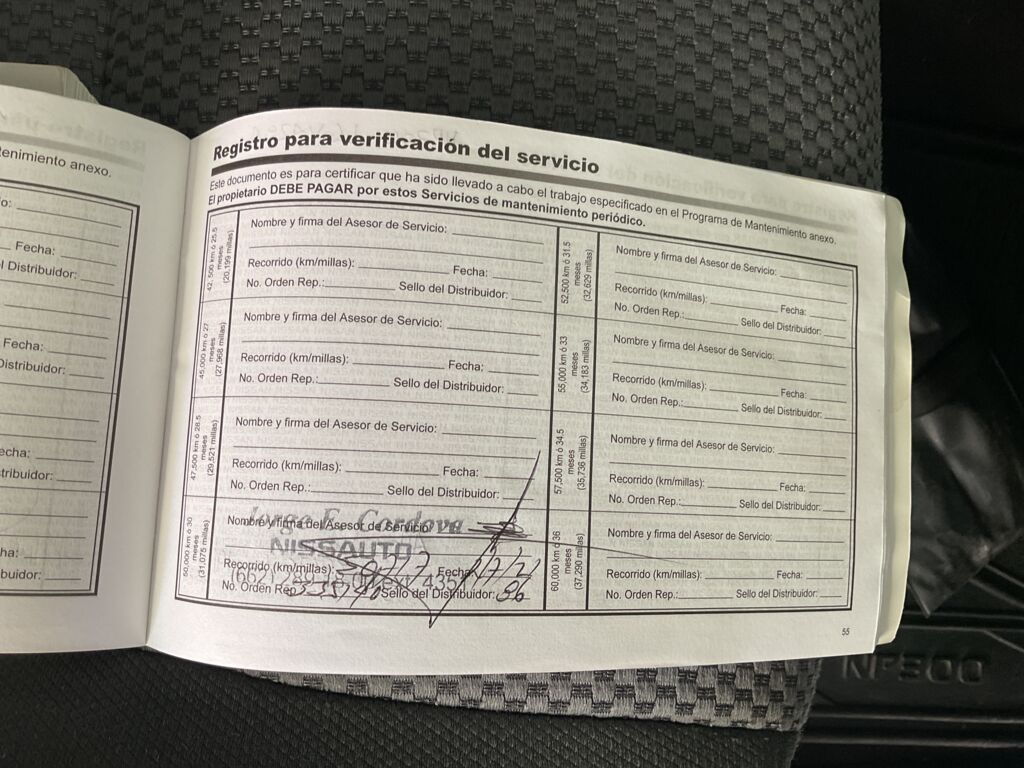 tenimiento anexo.
Fecha:
l Distribuidor:
Fecha:
Distribuidor:
echa:
tribuidor:
ha:
buidor:
Registro para verificación del servicio
Este documento es para certificar que ha sido llevado a cabo el trabajo especificado en el Programa de Mantenimiento anexo.
El propietario DEBE PAGAR por estos Servicios de mantenimiento periódico.
42, 500 km ó 25.5
meses
(20,199 millas)
Nombre y firma del Asesor de Servicio:
Recorrido (km/millas): Fecha:
No. Orden Rep.: Sello del Distribuidor:
45,000 km ó 27
meses
(27,968 millas)
Nombre y firma del Asesor de Servicio:
Recorrido (km/millas): Fecha:
No. Orden Rep.: Sello del Distribuidor:
47,500 km ó 28.5
meses
(29,521 millas)
Nombre y firma del Asesor de Servicio:
Recorrido (km/millas): Fecha:
No. Orden Rep.: Sello del Distribuidor:
50,000 km ó 30
meses
(31,075 millas)
Nombre y firma del Asesor de Servicio:
Jorge E. Cordova
NISSAUTO
Recorrido (km/millas): Fecha:
Ext 435
No. Orden Rep Sello del Distribuidor: 96
52,500 km ó 31.5
meses
(32,629 millas)
Nombre y firma del Asesor de Servicio:
Recorrido (km/millas): Fecha:
No. Orden Rep.: Sello del Distribuidor:
55,000 km ó 33
meses
(34,183 millas)
Nombre y firma del Asesor de Servicio:
Recorrido (km/millas): Fecha:
No. Orden Rep.: Sello del Distribuidor:
57,500 km ó 34.5
meses
(35,736 millas)
Nombre y firma del Asesor de Servicio:
Recorrido (km/millas): Fecha:
No. Orden Rep.: Sello del Distribuidor:
60,000 km ó 36
meses
(37,290 millas)
Nombre y firma del Asesor de Servicio:
Recorrido (km/millas): Fecha:
No. Orden Rep.: Sello del Distribuidor:
55
NP300